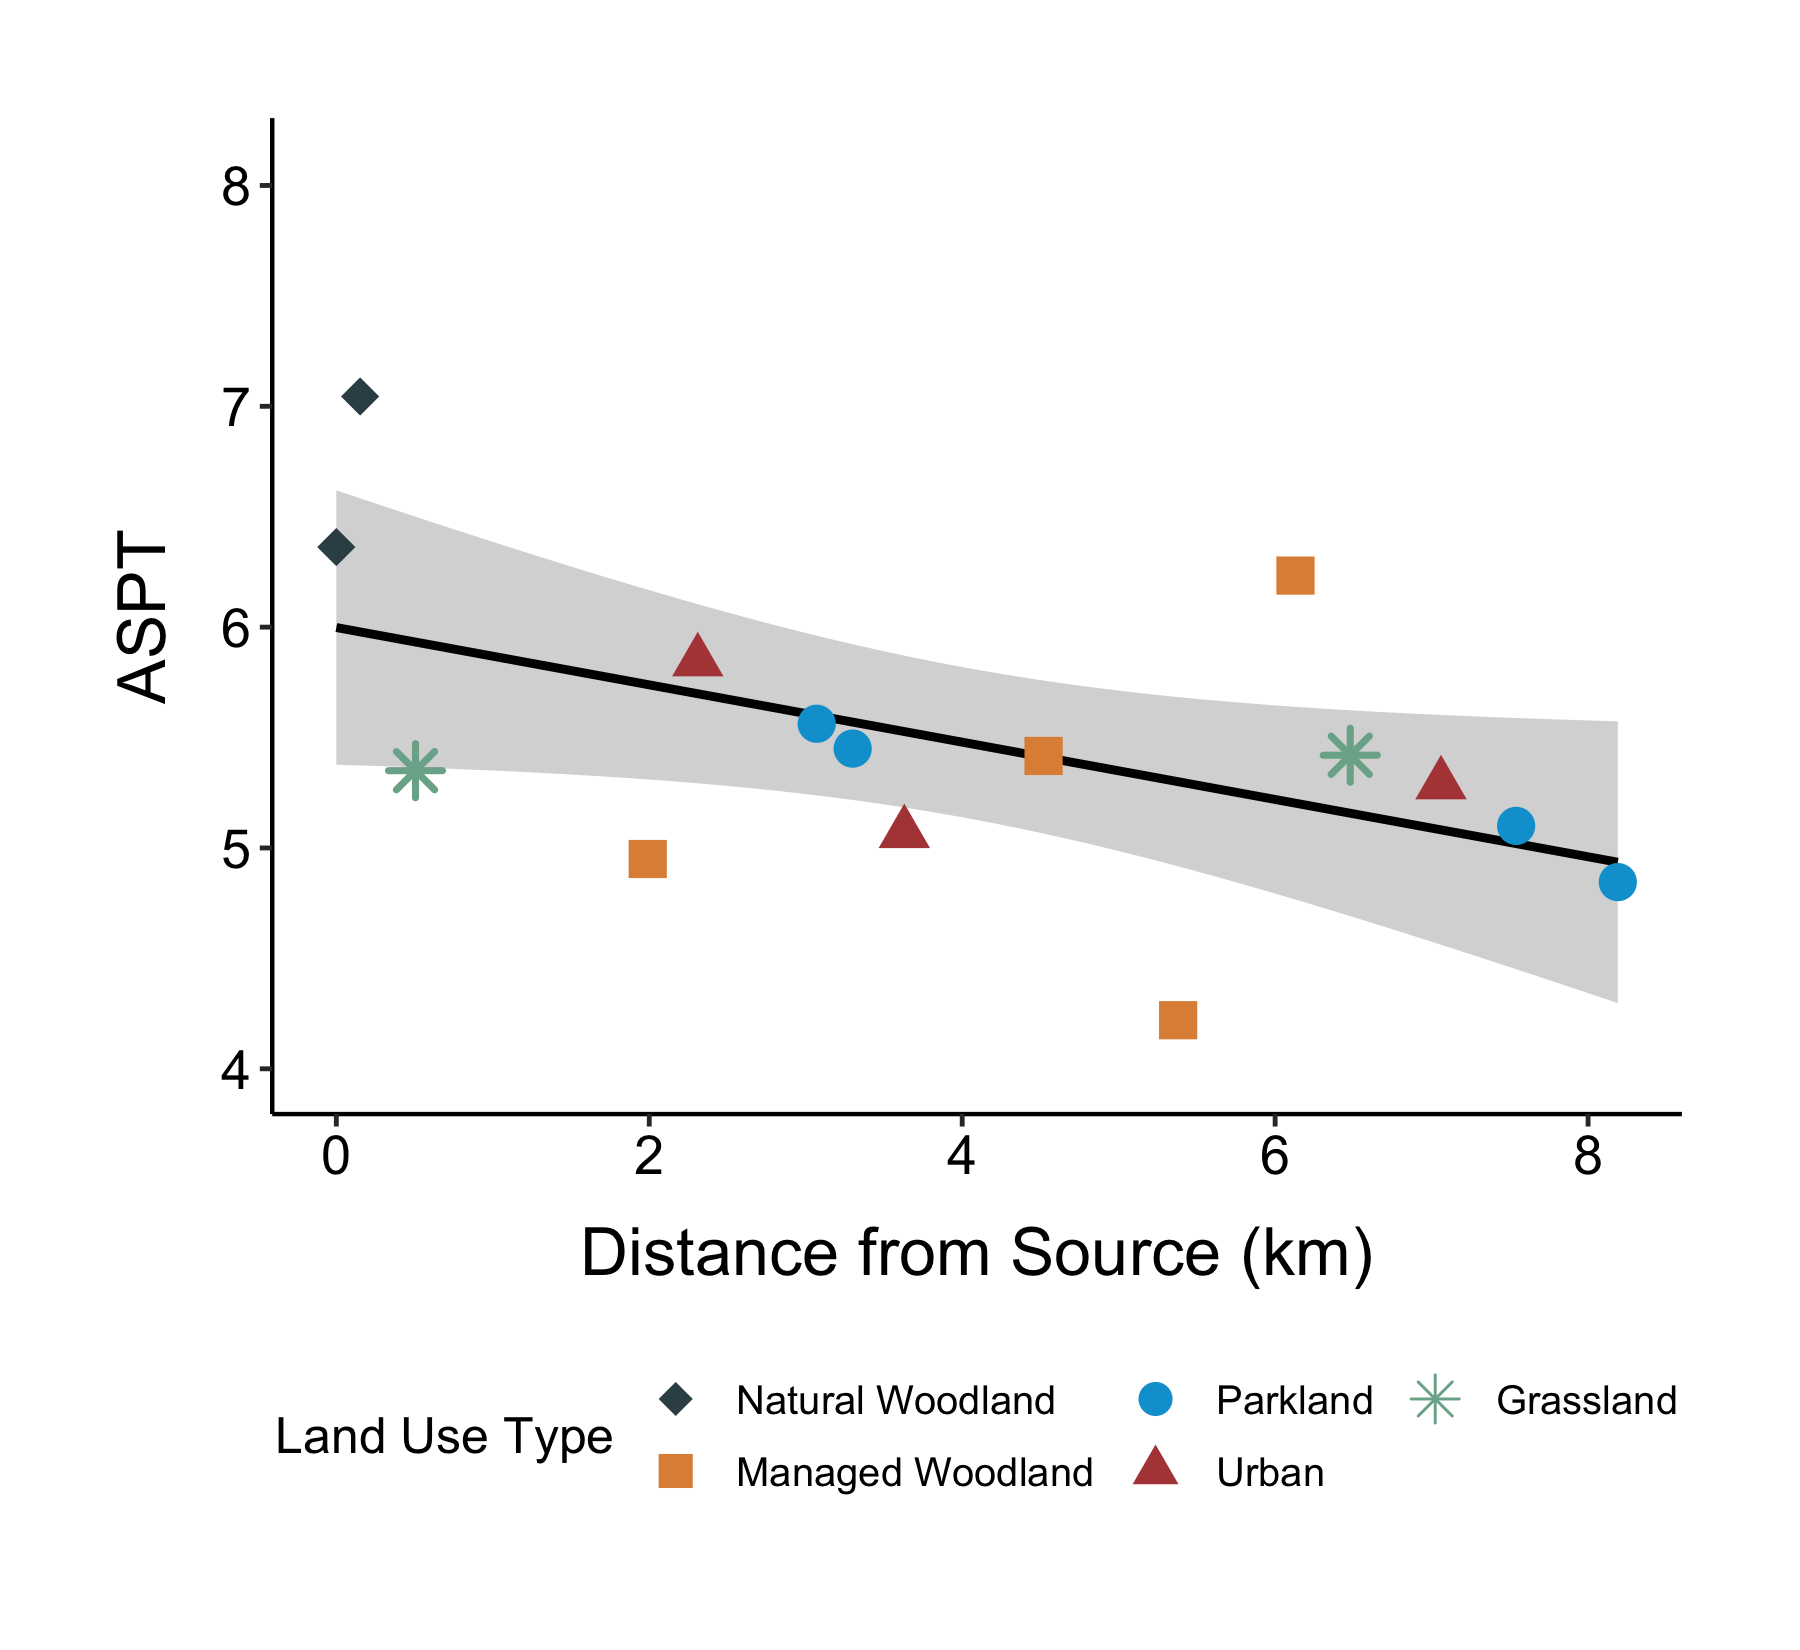 8
7
6
5
4
ASPT
0 2 4 6 8
Distance from Source (km)
Land Use Type
Natural Woodland Parkland Grassland
Managed Woodland Urban